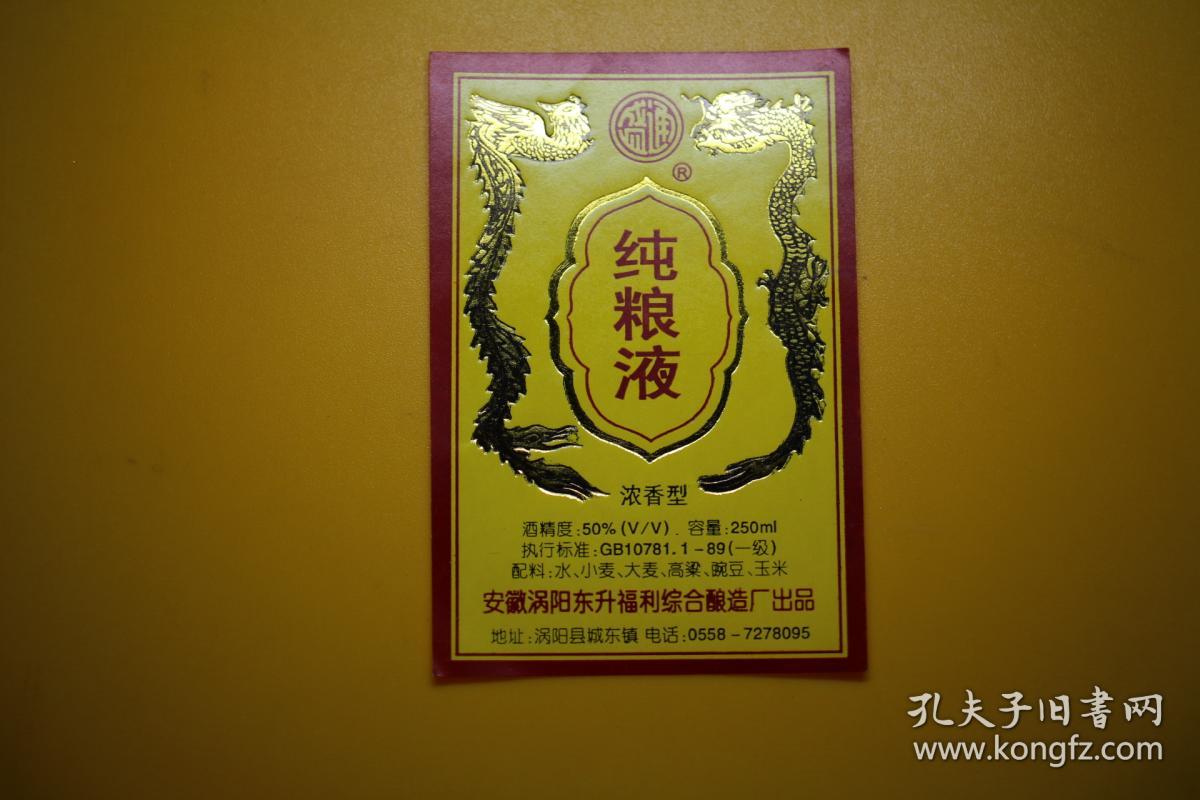 ®
纯粮液
浓香型
酒精度:50%(V/V). 容量:250ml
执行标准:GB10781.1-89(一级)
配料:水、小麦、大麦、高粱、豌豆、玉米
安徽涡阳东升福利综合酿造厂出品
地址:涡阳县城东镇 电话:0558-7278095
孔夫子旧書网
www.kongfz.com